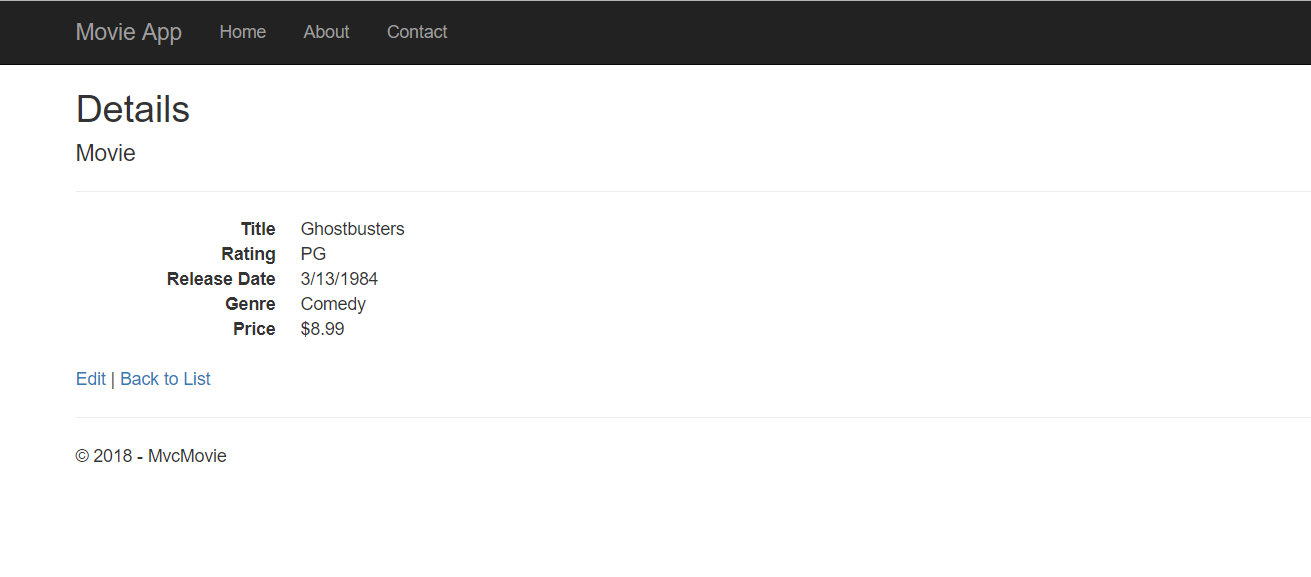 Movie App Home About Contact
Details
Movie
Title Ghostbusters
Rating PG
Release Date 3/13/1984
Genre Comedy
Price $8.99
Edit | Back to List
© 2018 - MvcMovie